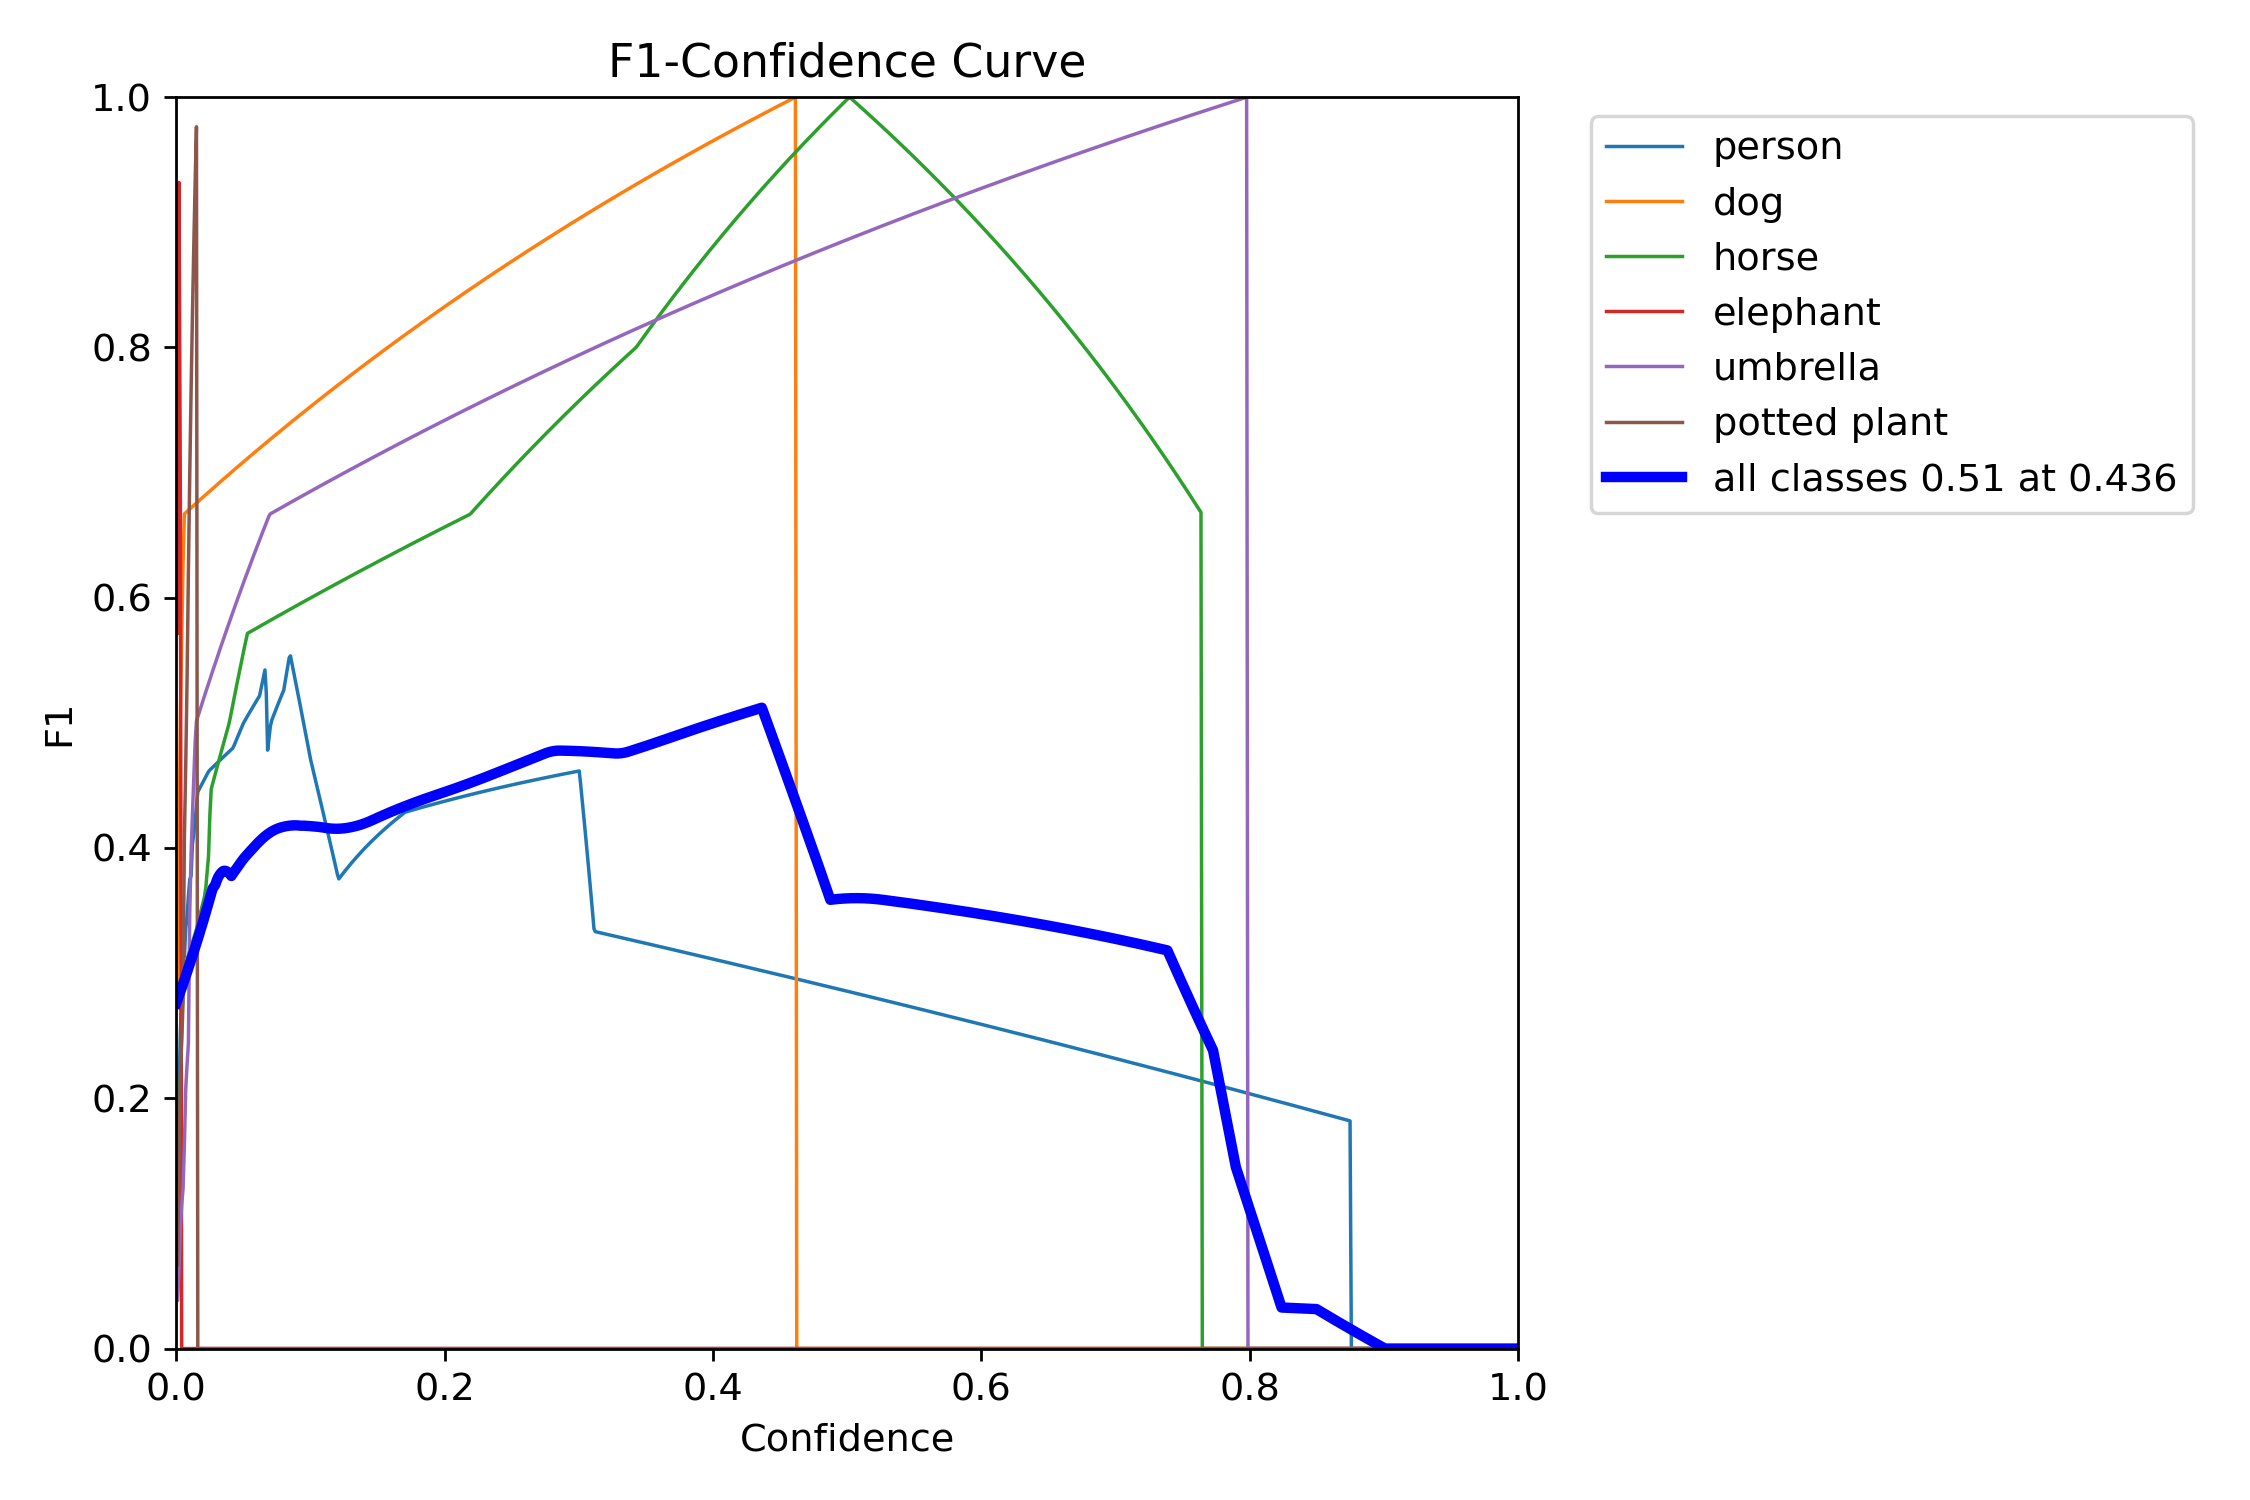 F1-Confidence Curve
1.0
0.8
0.6
0.4
0.2
0.0
F1
0.0 0.2 0.4 0.6 0.8 1.0
Confidence
person
dog
horse
elephant
umbrella
potted plant
all classes 0.51 at 0.436